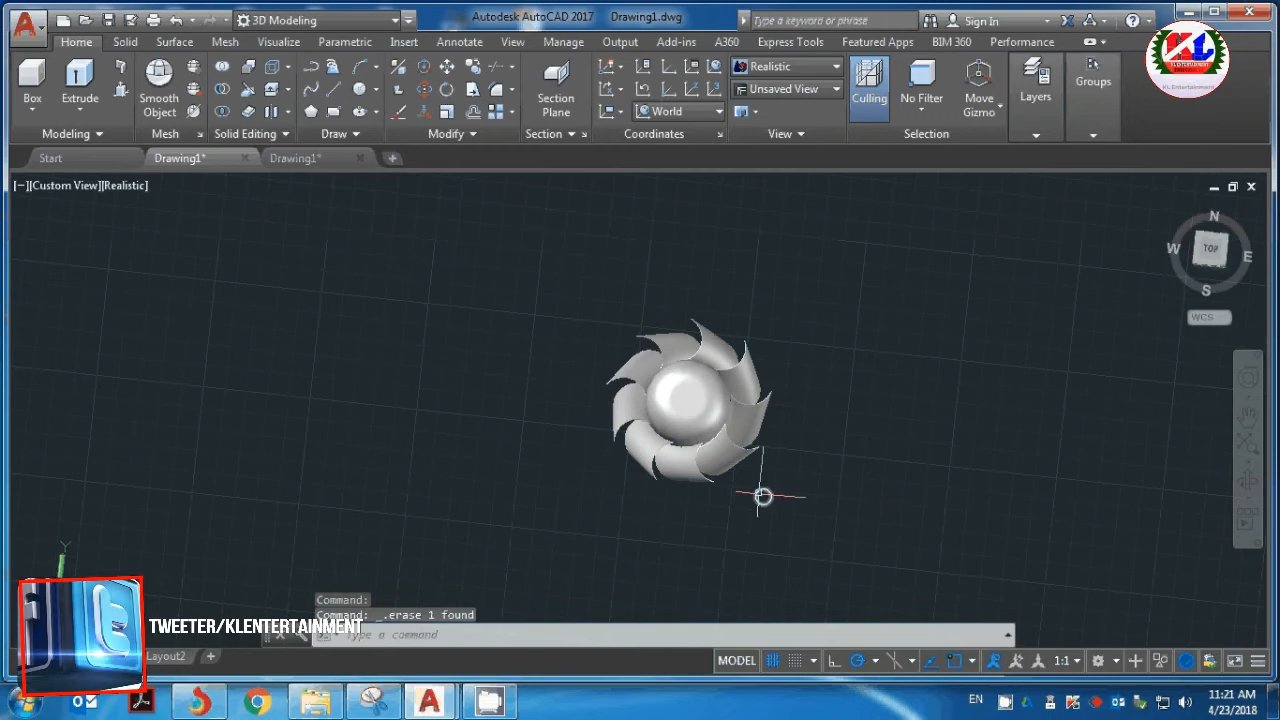 Autodesk AutoCAD 2017 Drawing1.dwg
3D Modeling
Type a keyword or phrase
Sign In
Home Solid Surface Mesh Visualize Parametric Insert Annotate View Manage Output Add-ins A360 Express Tools Featured Apps BIM 360 Performance
Box
Extrude
Smooth
Object
Section
Plane
Realistic
Unsaved View
World
Culling
No Filter
Move
Gizmo
Layers
Groups
Modeling
Mesh
Solid Editing
Draw
Modify
Section
Coordinates
View
Selection
KL
KL Entertainment
Start
Drawing1*
Drawing1*
[−][Custom View][Realistic]
N
W
TOP
E
S
WCS
Y
Command:
Command: _.erase 1 found
Type a command
TWEETER/KLENTERTAINMENT
Layout2
MODEL
1:1
EN
11:21 AM
4/23/2018